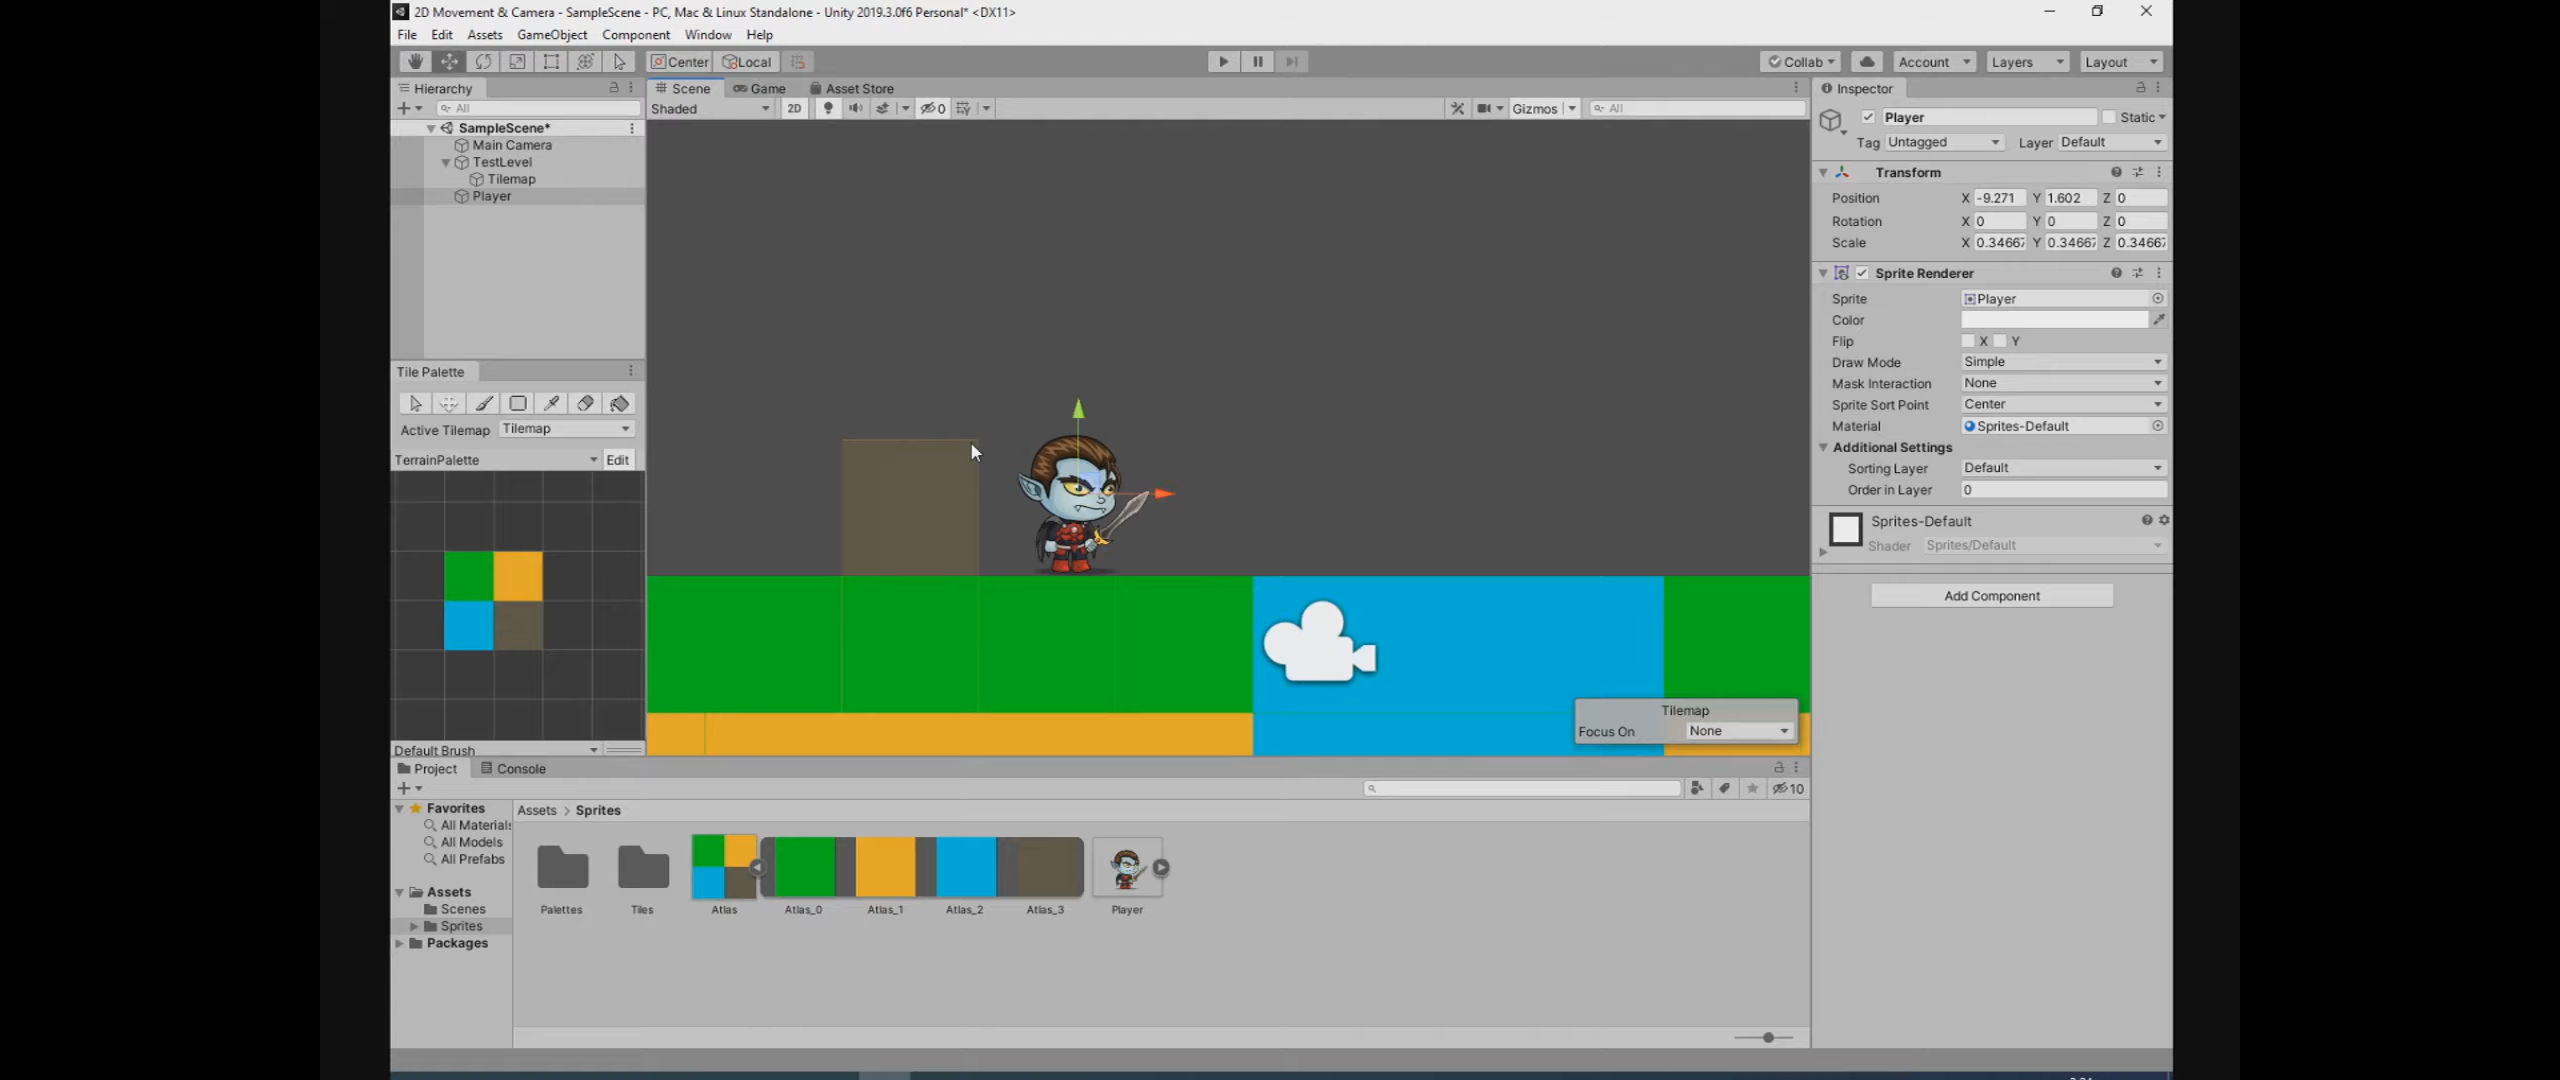 2D Movement & Camera - SampleScene - PC, Mac & Linux Standalone - Unity 2019.3.0f6 Personal* <DX11>
File Edit Assets GameObject Component Window Help
Center Local Collab Account Layers Layout
Hierarchy
All
SampleScene*
Main Camera
TestLevel
Tilemap
Player
Scene Game Asset Store
Shaded 2D 0 Gizmos All
Tile Palette
Active Tilemap Tilemap
TerrainPalette Edit
Default Brush
Tilemap
Focus On None
Inspector
Player Static
Tag Untagged Layer Default
Transform
Position X -9.271 Y 1.602 Z 0
Rotation X 0 Y 0 Z 0
Scale X 0.34667 Y 0.34667 Z 0.34667
Sprite Renderer
Sprite Player
Color
Flip X Y
Draw Mode Simple
Mask Interaction None
Sprite Sort Point Center
Material Sprites-Default
Additional Settings
Sorting Layer Default
Order in Layer 0
Sprites-Default
Shader Sprites/Default
Add Component
Project Console
10
Favorites
All Materials
All Models
All Prefabs
Assets
Scenes
Sprites
Packages
Assets > Sprites
Palettes Tiles Atlas Atlas_0 Atlas_1 Atlas_2 Atlas_3 Player